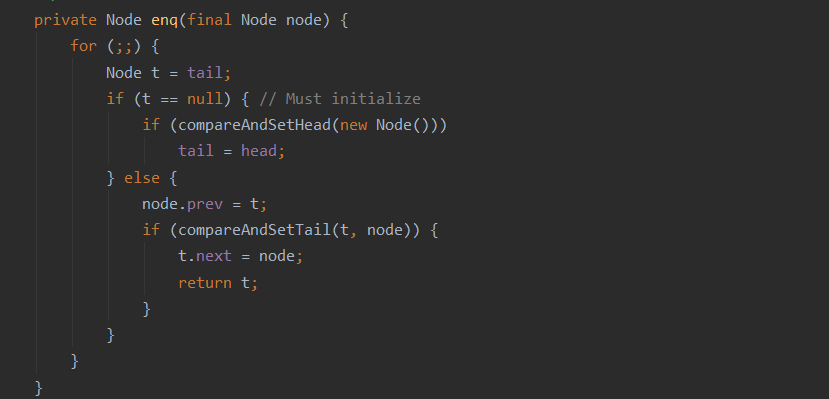 private Node enq(final Node node) {
    for (;;) {
        Node t = tail;
        if (t == null) { // Must initialize
            if (compareAndSetHead(new Node()))
                tail = head;
        } else {
            node.prev = t;
            if (compareAndSetTail(t, node)) {
                t.next = node;
                return t;
            }
        }
    }
}